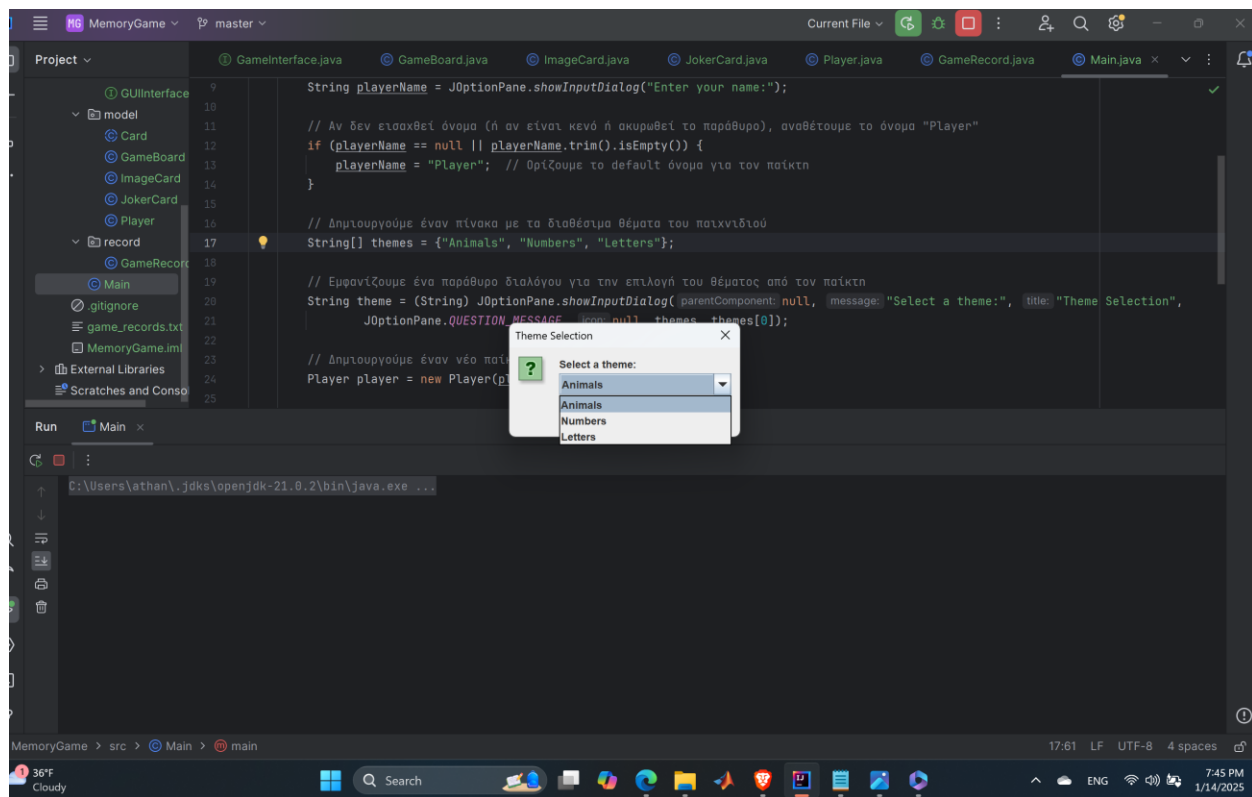 MG MemoryGame master Current File
Project
GameInterface.java GameBoard.java ImageCard.java JokerCard.java Player.java GameRecord.java Main.java
GUIInterface
model
Card
GameBoard
ImageCard
JokerCard
Player
record
GameRecord
Main
.gitignore
game_records.txt
MemoryGame.iml
External Libraries
Scratches and Conso
9 String playerName = JOptionPane.showInputDialog("Enter your name:");
10
11 // Αν δεν εισαχθεί όνομα (ή αν είναι κενό ή ακυρωθεί το παράθυρο), αναθέτουμε το όνομα "Player"
12 if (playerName == null || playerName.trim().isEmpty()) {
13 playerName = "Player"; // Ορίζουμε το default όνομα για τον παίκτη
14 }
15
16 // Δημιουργούμε έναν πίνακα με τα διαθέσιμα θέματα του παιχνιδιού
17 String[] themes = {"Animals", "Numbers", "Letters"};
18
19 // Εμφανίζουμε ένα παράθυρο διαλόγου για την επιλογή του θέματος από τον παίκτη
20 String theme = (String) JOptionPane.showInputDialog( parentComponent: null, message: "Select a theme:", title: "Theme Selection",
21 JOptionPane.QUESTION_MESSAGE, icon: null, themes, themes[0]);
22
23 // Δημιουργούμε έναν νέο
24 Player player = new Player(
25
Theme Selection
? Select a theme:
Animals
Animals
Numbers
Letters
Run Main
C:\Users\athan\.jdks\openjdk-21.0.2\bin\java.exe ...
MemoryGame > src > Main > main 17:61 LF UTF-8 4 spaces
1 36°F
Cloudy
Search
ENG
7:45 PM
1/14/2025